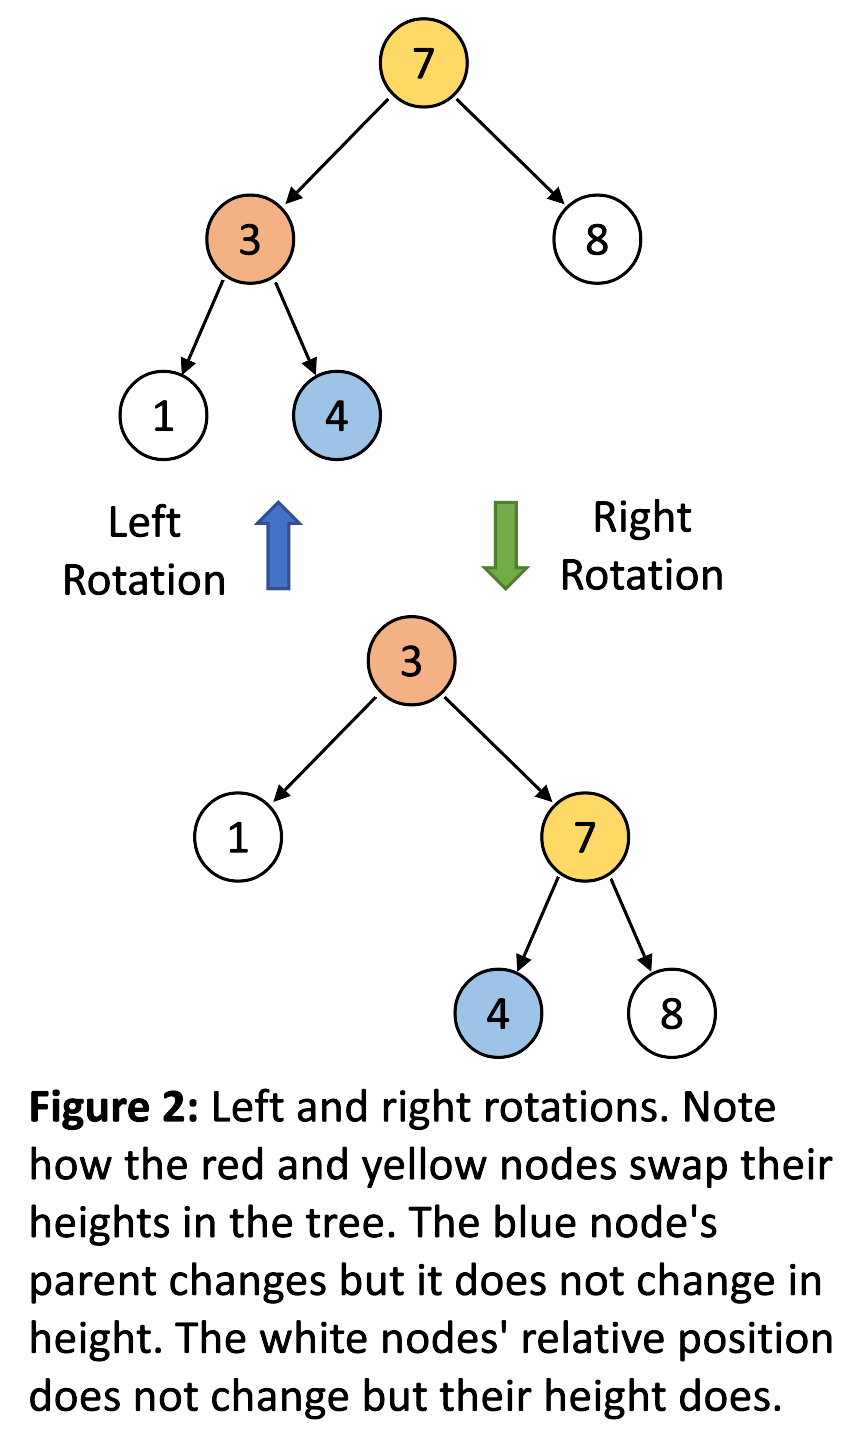 7
3
8
1
4
Left
Rotation
Right
Rotation
3
1
7
4
8
Figure 2: Left and right rotations. Note
how the red and yellow nodes swap their
heights in the tree. The blue node's
parent changes but it does not change in
height. The white nodes' relative position
does not change but their height does.